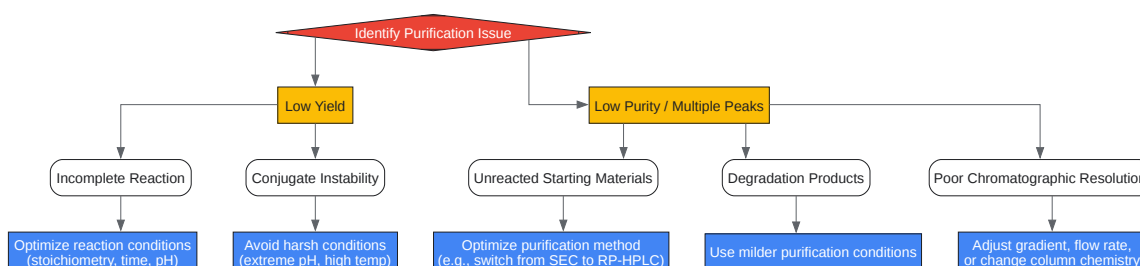 Identify Purification Issue
Low Yield
Low Purity / Multiple Peaks
Incomplete Reaction
Conjugate Instability
Unreacted Starting Materials
Degradation Products
Poor Chromatographic Resolution
Optimize reaction conditions
(stoichiometry, time, pH)
Avoid harsh conditions
(extreme pH, high temp)
Optimize purification method
(e.g., switch from SEC to RP-HPLC)
Use milder purification conditions
Adjust gradient, flow rate,
or change column chemistry